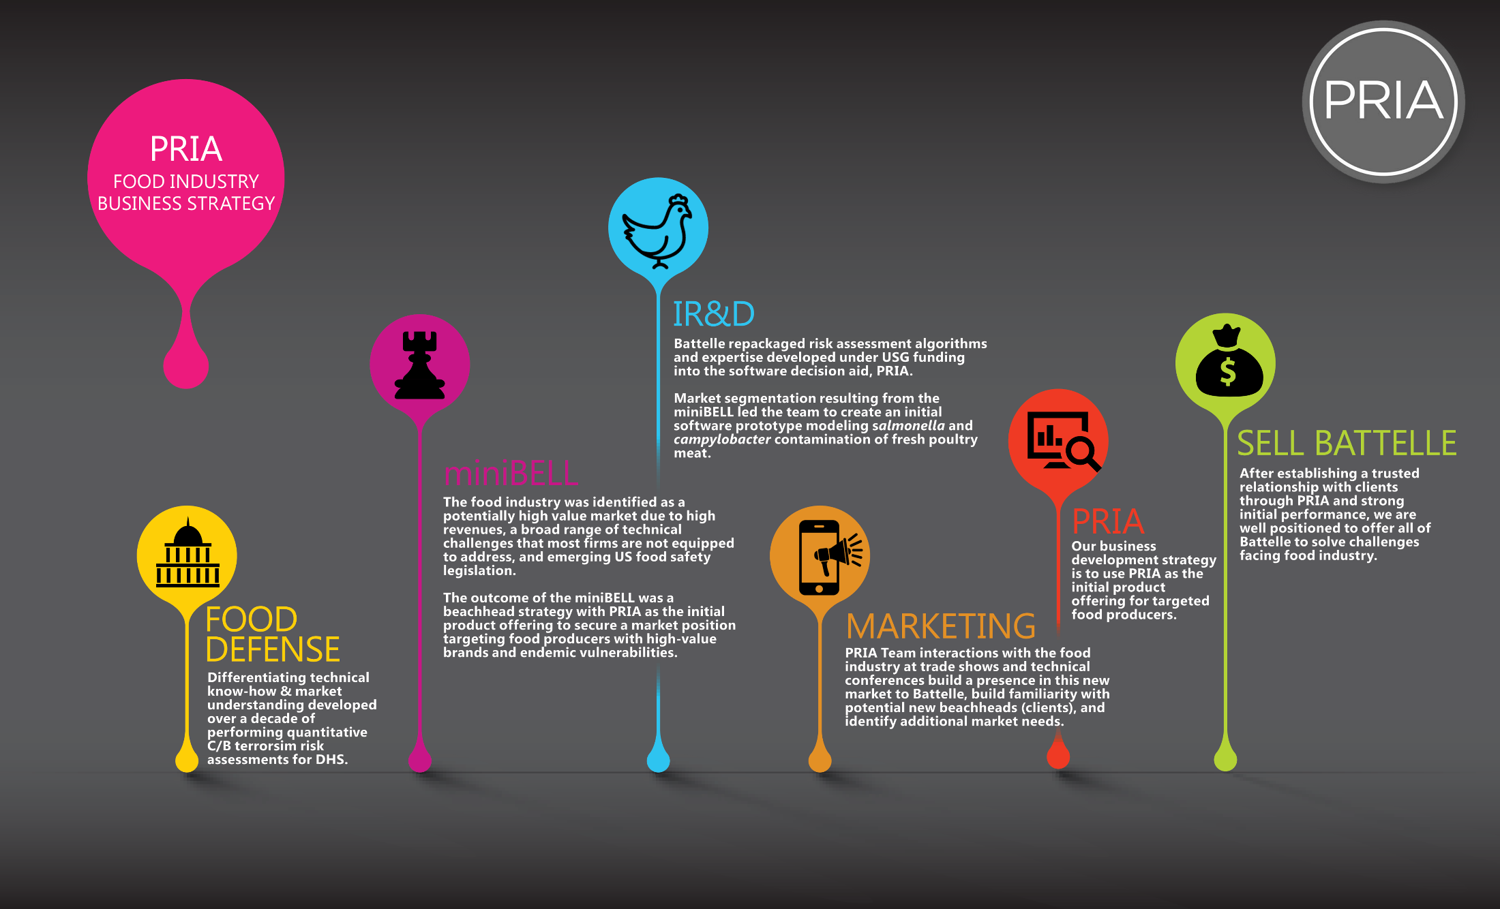 PRIA
FOOD INDUSTRY
BUSINESS STRATEGY
PRIA
FOOD
DEFENSE
Differentiating technical
know-how & market
understanding developed
over a decade of
performing quantitative
C/B terrorsim risk
assessments for DHS.
miniBELL
The food industry was identified as a
potentially high value market due to high
revenues, a broad range of technical
challenges that most firms are not equipped
to address, and emerging US food safety
legislation.
The outcome of the miniBELL was a
beachhead strategy with PRIA as the initial
product offering to secure a market position
targeting food producers with high-value
brands and endemic vulnerabilities.
IR&D
Battelle repackaged risk assessment algorithms
and expertise developed under USG funding
into the software decision aid, PRIA.
Market segmentation resulting from the
miniBELL led the team to create an initial
software prototype modeling salmonella and
campylobacter contamination of fresh poultry
meat.
MARKETING
PRIA Team interactions with the food
industry at trade shows and technical
conferences build a presence in this new
market to Battelle, build familiarity with
potential new beachheads (clients), and
identify additional market needs.
PRIA
Our business
development strategy
is to use PRIA as the
initial product
offering for targeted
food producers.
$
SELL BATTELLE
After establishing a trusted
relationship with clients
through PRIA and strong
initial performance, we are
well positioned to offer all of
Battelle to solve challenges
facing food industry.